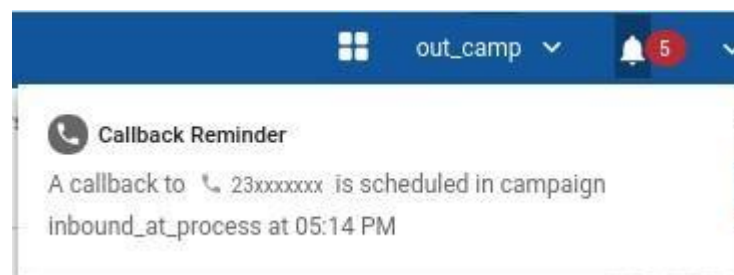 out_camp 5
Callback Reminder
A callback to 23xxxxxxx is scheduled in campaign
inbound_at_process at 05:14 PM